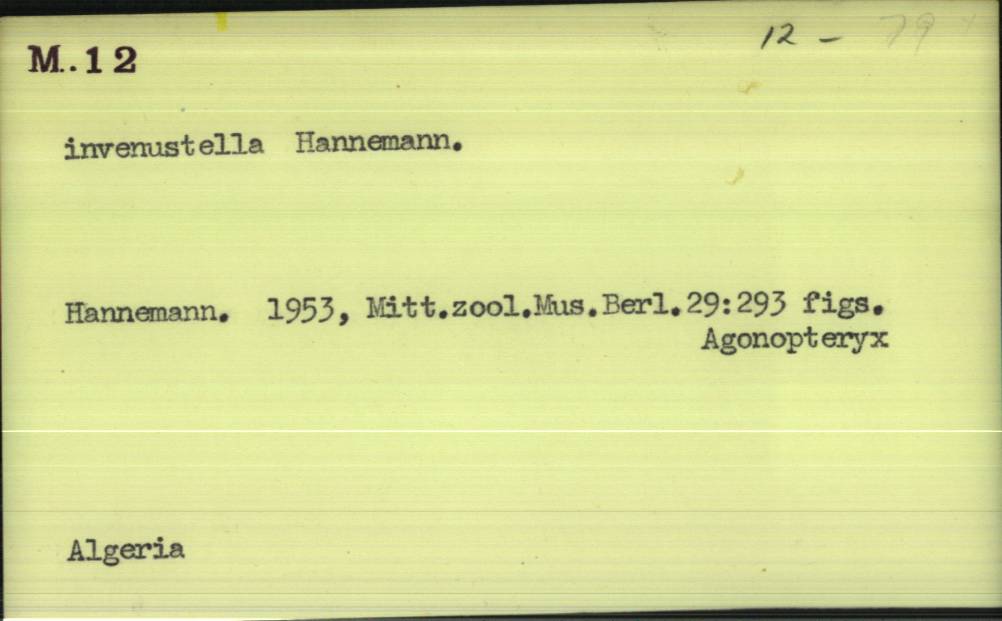 12 - 79
M..12
invenustella Hannemann.
Hannemann. 1953, Mitt.zool.Mus.Berl.29:293 figs.
Agonopteryx
Algeria